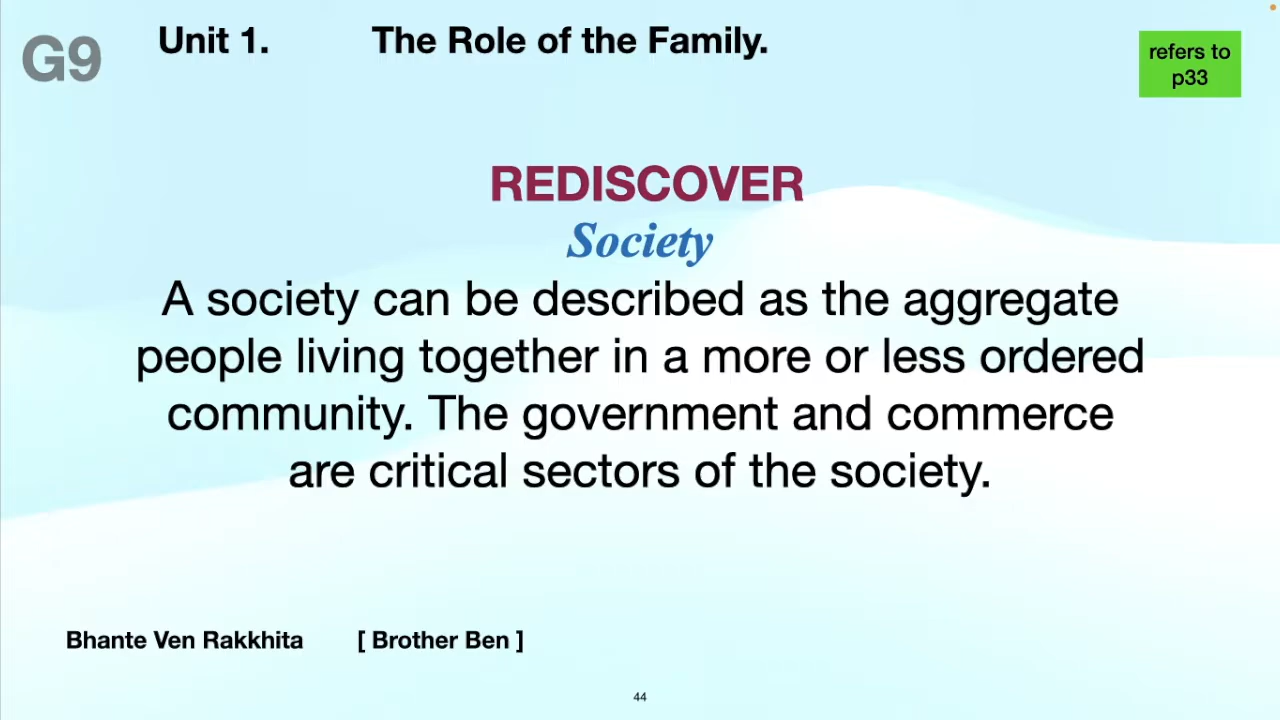 G9
Unit 1. The Role of the Family.
refers to
p33
REDISCOVER
Society
A society can be described as the aggregate
people living together in a more or less ordered
community. The government and commerce
are critical sectors of the society.
Bhante Ven Rakkhita [ Brother Ben ]
44